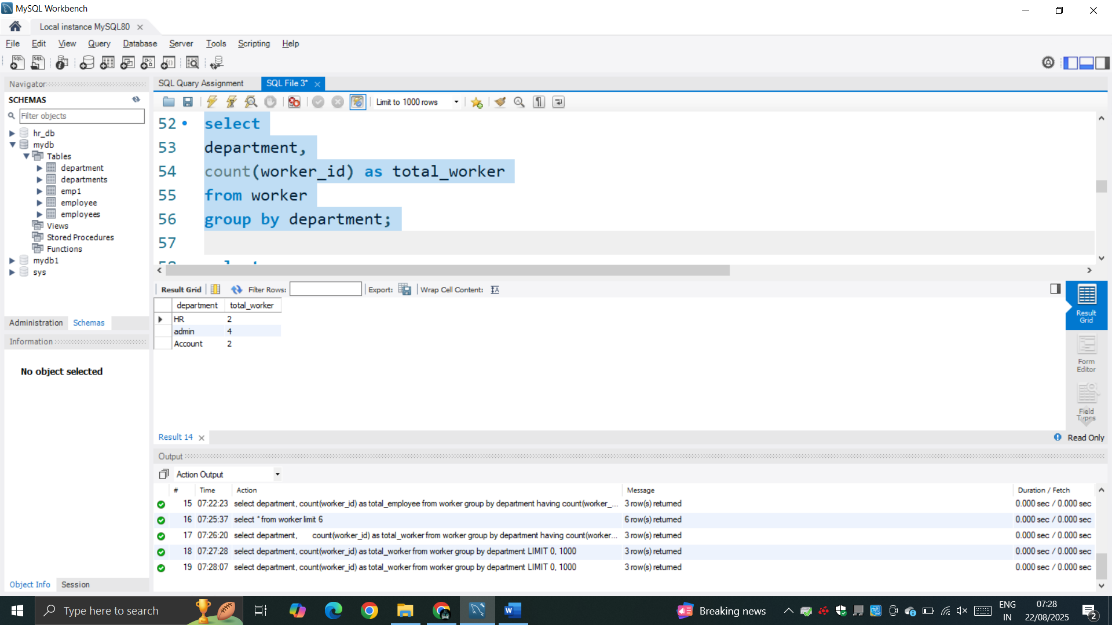 MySQL Workbench
Local instance MySQL80
File Edit View Query Database Server Tools Scripting Help
Navigator
SCHEMAS
Filter objects
hr_db
mydb
Tables
department
departments
emp1
employee
employees
Views
Stored Procedures
Functions
mydb1
sys
Administration Schemas
Information
No object selected
Object Info Session
SQL Query Assignment SQL File 3*
Limit to 1000 rows
52 select
53 department,
54 count(worker_id) as total_worker
55 from worker
56 group by department;
57
Result Grid Filter Rows: Export: Wrap Cell Content:
department total_worker
HR 2
admin 4
Account 2
Result Grid
Form Editor
Field Types
Result 14
Read Only
Output
Action Output
# Time Action Message Duration / Fetch
15 07:22:23 select department, count(worker_id) as total_employee from worker group by department having count(worker_... 3 row(s) returned 0.000 sec / 0.000 sec
16 07:25:37 select * from worker limit 6 6 row(s) returned 0.000 sec / 0.000 sec
17 07:26:20 select department, count(worker_id) as total_worker from worker group by department having count(worker... 3 row(s) returned 0.000 sec / 0.000 sec
18 07:27:28 select department, count(worker_id) as total_worker from worker group by department LIMIT 0, 1000 3 row(s) returned 0.000 sec / 0.000 sec
19 07:28:07 select department, count(worker_id) as total_worker from worker group by department LIMIT 0, 1000 3 row(s) returned 0.000 sec / 0.000 sec
Type here to search
Breaking news
ENG
IN
07:28
22/08/2025
2